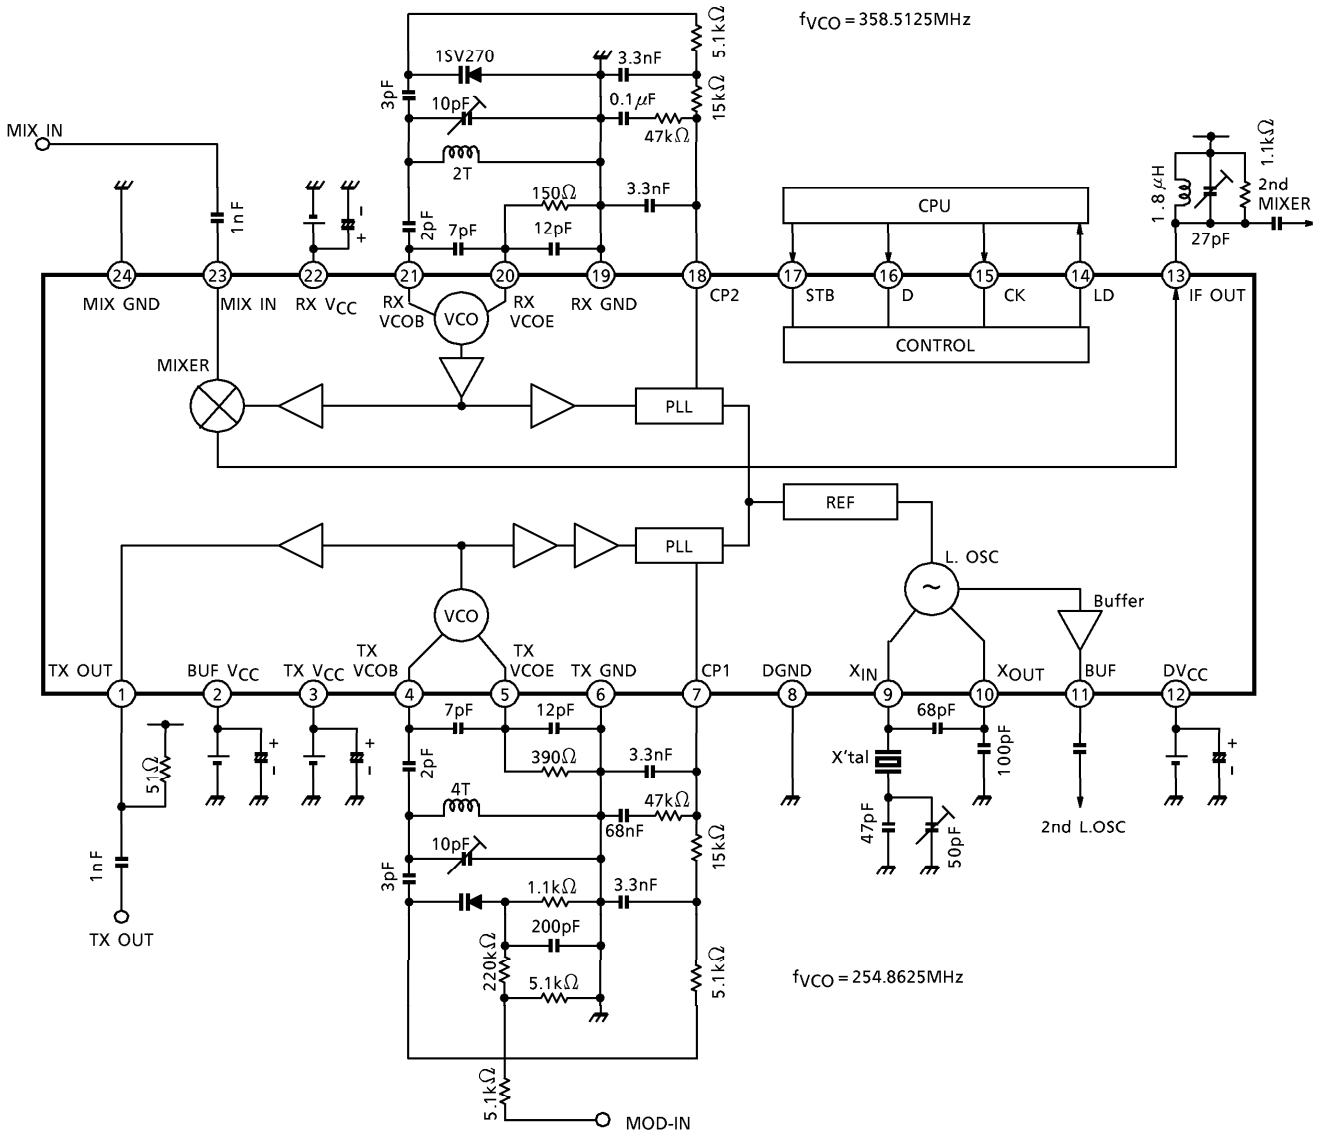 fVCO = 358.5125MHz
5.1kΩ
1SV270
3.3nF
3pF
10pF
0.1μF
15kΩ
47kΩ
MIX IN
2T
1.1kΩ
1.8μH
2nd
MIXER
27pF
150Ω
3.3nF
CPU
1nF
2pF
7pF
12pF
- +
24 23 22 21 20 19 18 17 16 15 14 13
MIX GND
MIX IN
RX VCC
RX
VCOB
VCO
RX
VCOE
RX GND
CP2
STB
D
CK
LD
IF OUT
CONTROL
MIXER
PLL
REF
PLL
L. OSC
~
Buffer
VCO
TX OUT
BUF VCC
TX VCC
TX
VCOB
TX
VCOE
TX GND
CP1
DGND
XIN
XOUT
BUF
DVCC
1 2 3 4 5 6 7 8 9 10 11 12
7pF
12pF
68pF
51Ω
+ -
+ -
2pF
390Ω
3.3nF
X'tal
100pF
+ -
4T
47kΩ
68nF
15kΩ
47pF
50pF
2nd L.OSC
1nF
10pF
3pF
1.1kΩ
3.3nF
200pF
TX OUT
220kΩ
5.1kΩ
5.1kΩ
fVCO = 254.8625MHz
5.1kΩ
MOD-IN